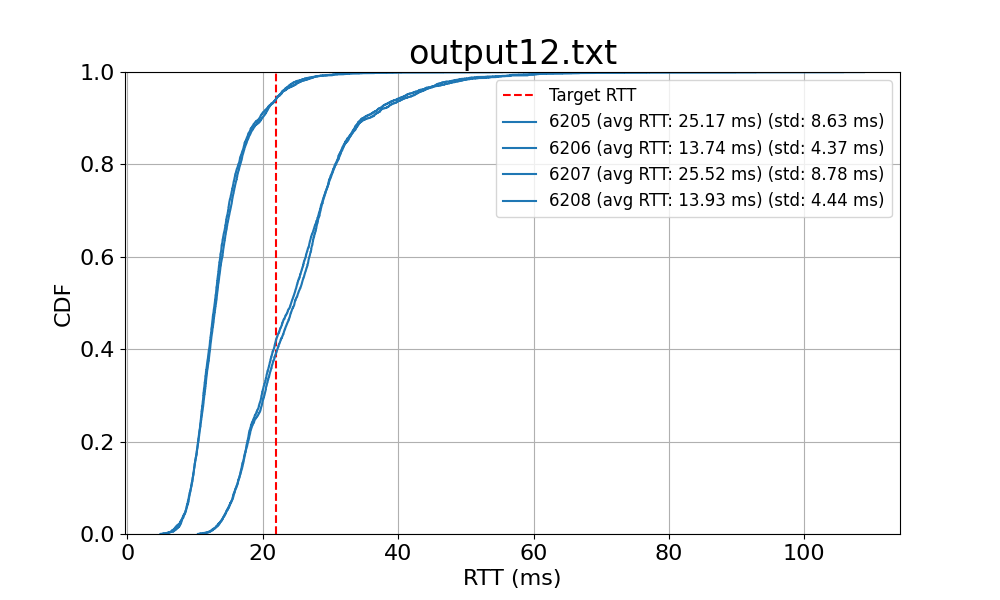 output12.txt
1.0
0.8
0.6
0.4
0.2
0.0
CDF
Target RTT
6205 (avg RTT: 25.17 ms) (std: 8.63 ms)
6206 (avg RTT: 13.74 ms) (std: 4.37 ms)
6207 (avg RTT: 25.52 ms) (std: 8.78 ms)
6208 (avg RTT: 13.93 ms) (std: 4.44 ms)
0 20 40 60 80 100
RTT (ms)